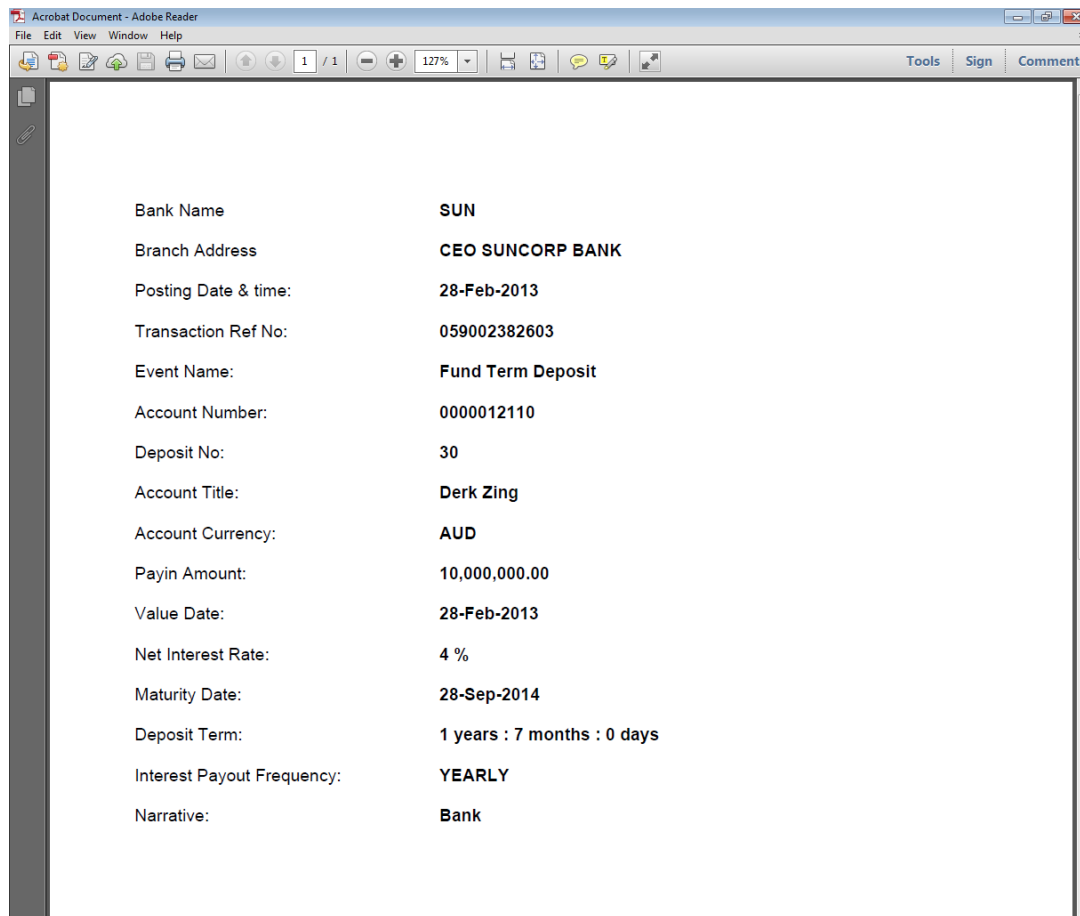 Acrobat Document - Adobe Reader
File Edit View Window Help
1 / 1 127% Tools Sign Comment
Bank Name SUN
Branch Address CEO SUNCORP BANK
Posting Date & time: 28-Feb-2013
Transaction Ref No: 059002382603
Event Name: Fund Term Deposit
Account Number: 0000012110
Deposit No: 30
Account Title: Derk Zing
Account Currency: AUD
Payin Amount: 10,000,000.00
Value Date: 28-Feb-2013
Net Interest Rate: 4 %
Maturity Date: 28-Sep-2014
Deposit Term: 1 years : 7 months : 0 days
Interest Payout Frequency: YEARLY
Narrative: Bank